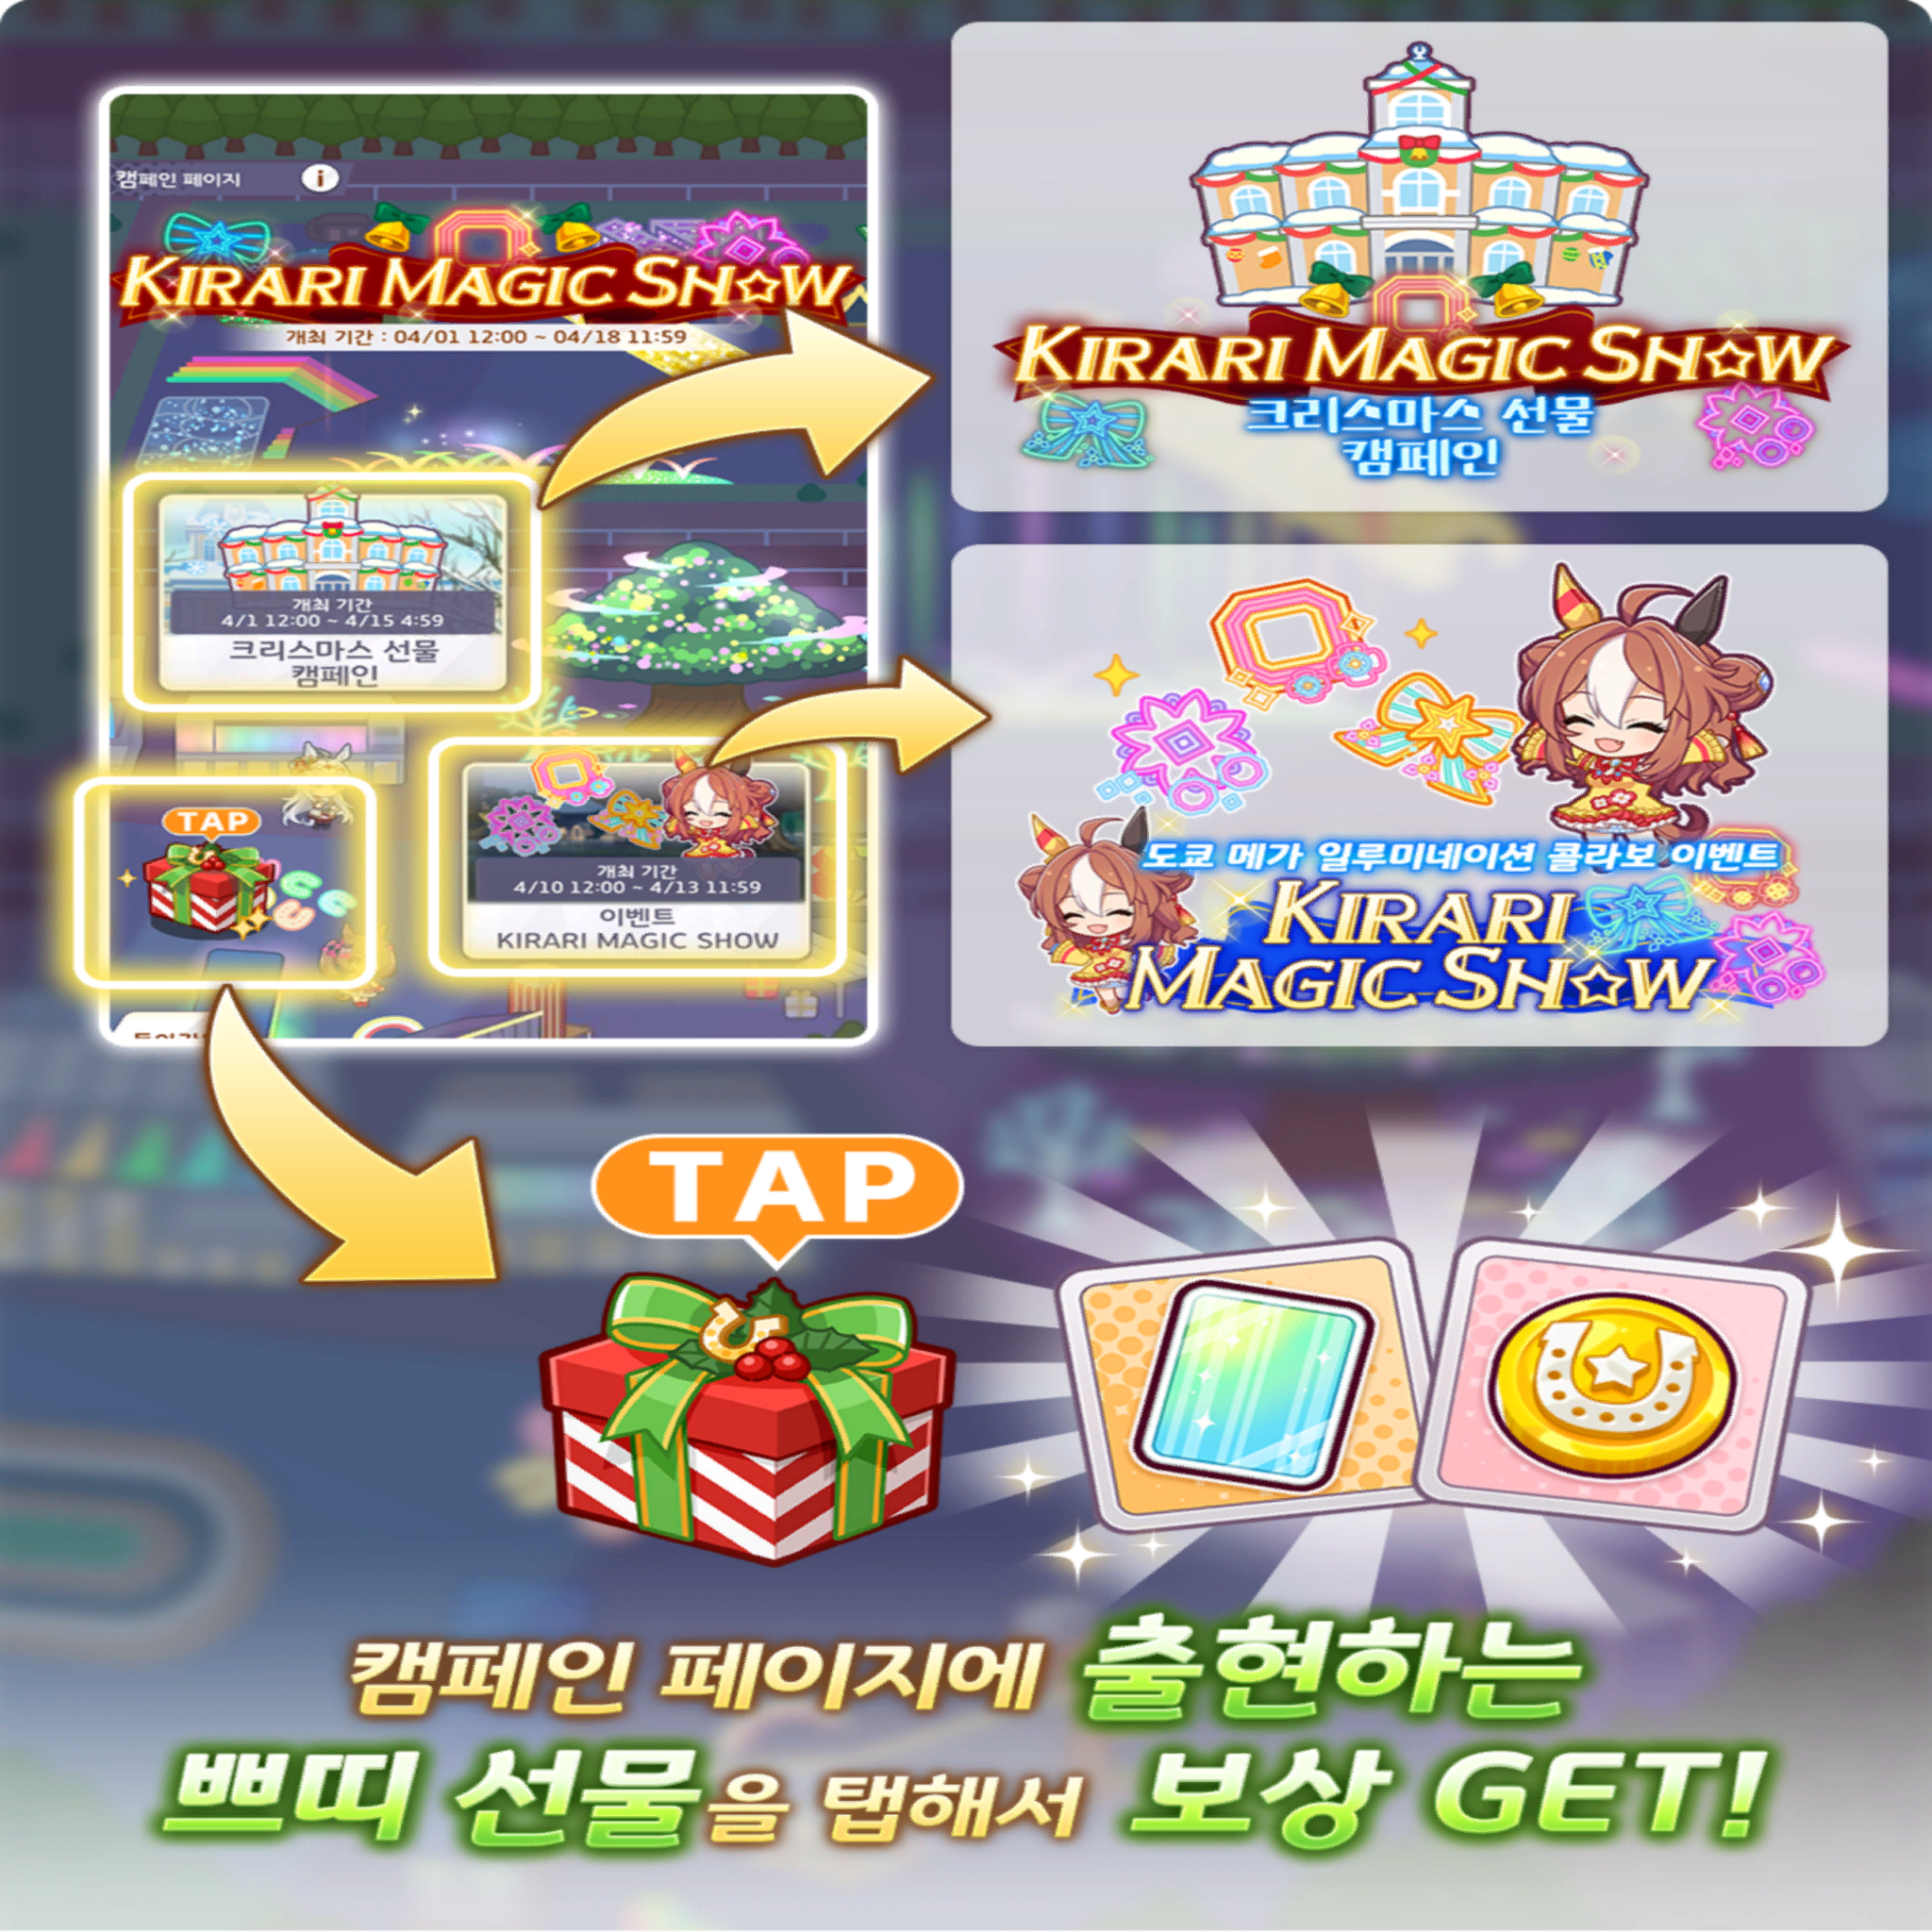 캠페인 페이지
i
KIRARI MAGIC SH☆W
개최 기간 : 04/01 12:00 ~ 04/18 11:59
개최 기간
4/1 12:00 ~ 4/15 4:59
크리스마스 선물
캠페인
TAP
개최 기간
4/10 12:00 ~ 4/13 11:59
이벤트
KIRARI MAGIC SHOW
KIRARI MAGIC SH☆W
크리스마스 선물
캠페인
도쿄 메가 일루미네이션 콜라보 이벤트
KIRARI
MAGIC SH☆W
TAP
캠페인 페이지에 출현하는
쁘띠 선물을 탭해서 보상 GET!